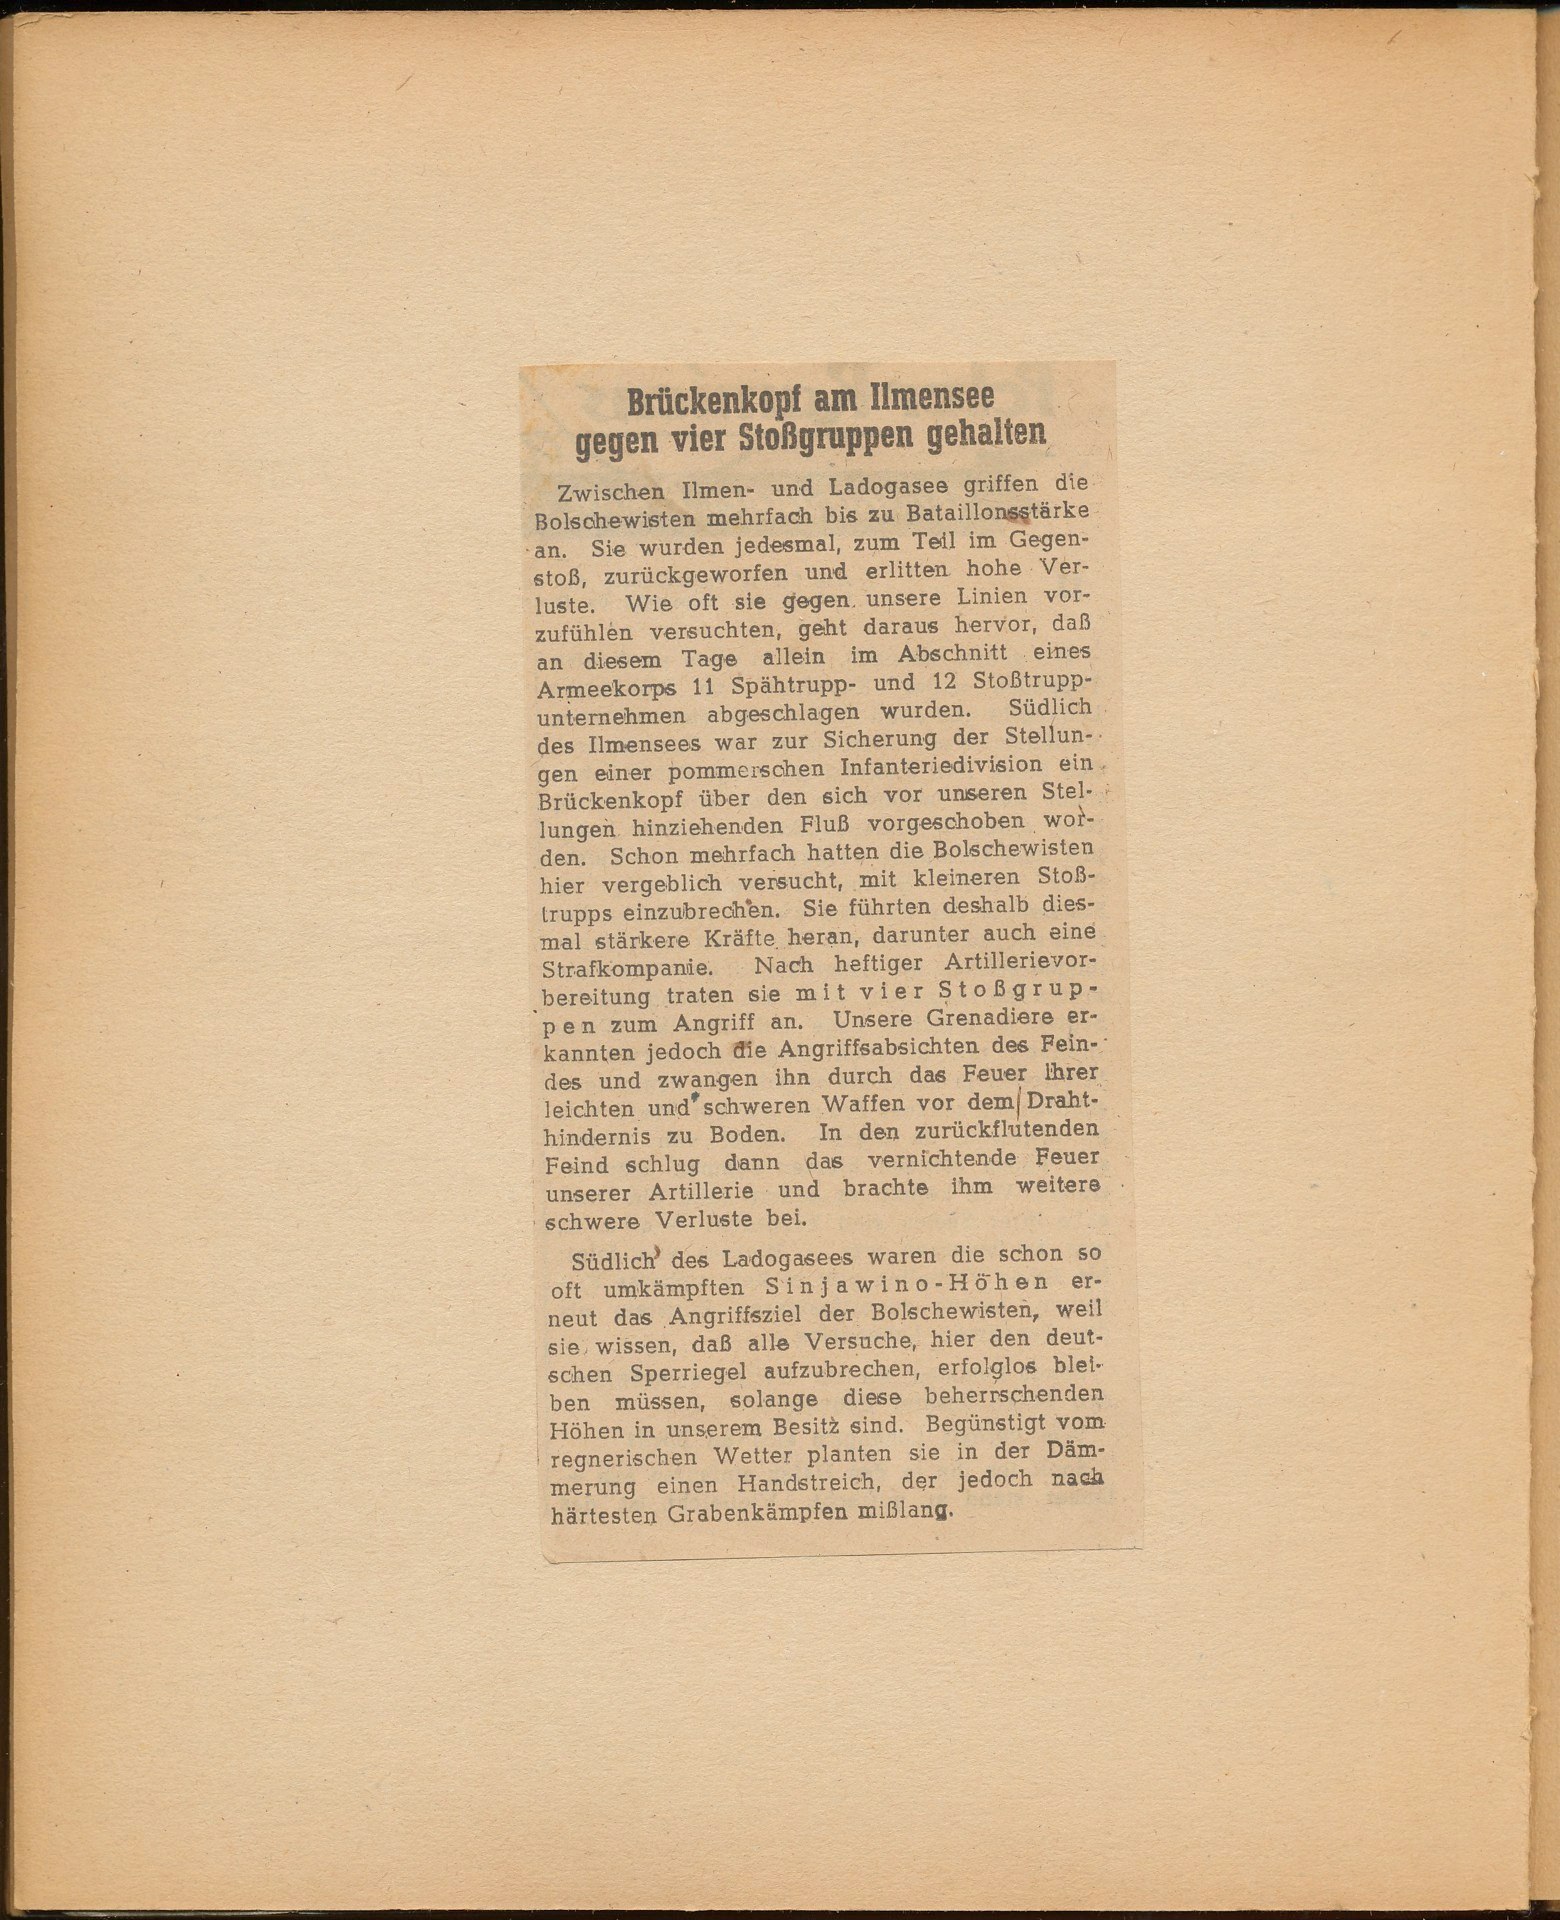 Brückenkopf am Ilmensee
gegen vier Stoßgruppen gehalten
Zwischen Ilmen- und Ladogasee griffen die
Bolschewisten mehrfach bis zu Bataillonsstärke
an. Sie wurden jedesmal, zum Teil im Gegen-
stoß, zurückgeworfen und erlitten hohe Ver-
luste. Wie oft sie gegen unsere Linien vor-
zufühlen versuchten, geht daraus hervor, daß
an diesem Tage allein im Abschnitt eines
Armeekorps 11 Spähtrupp- und 12 Stoßtrupp-
unternehmen abgeschlagen wurden. Südlich
des Ilmensees war zur Sicherung der Stellun-
gen einer pommerschen Infanteriedivision ein
Brückenkopf über den sich vor unseren Stel-
lungen hinziehenden Fluß vorgeschoben wor-
den. Schon mehrfach hatten die Bolschewisten
hier vergeblich versucht, mit kleineren Stoß-
trupps einzubrechen. Sie führten deshalb dies-
mal stärkere Kräfte heran, darunter auch eine
Strafkompanie. Nach heftiger Artillerievor-
bereitung traten sie mit vier Stoßgrup-
pen zum Angriff an. Unsere Grenadiere er-
kannten jedoch die Angriffsabsichten des Fein-
des und zwangen ihn durch das Feuer ihrer
leichten und schweren Waffen vor dem Draht-
hindernis zu Boden. In den zurückflutenden
Feind schlug dann das vernichtende Feuer
unserer Artillerie und brachte ihm weitere
schwere Verluste bei.
Südlich des Ladogasees waren die schon so
oft umkämpften Sinjawino-Höhen er-
neut das Angriffsziel der Bolschewisten, weil
sie wissen, daß alle Versuche, hier den deut-
schen Sperriegel aufzubrechen, erfolglos blei-
ben müssen, solange diese beherrschenden
Höhen in unserem Besitz sind. Begünstigt vom
regnerischen Wetter planten sie in der Däm-
merung einen Handstreich, der jedoch nach
härtesten Grabenkämpfen mißlang.